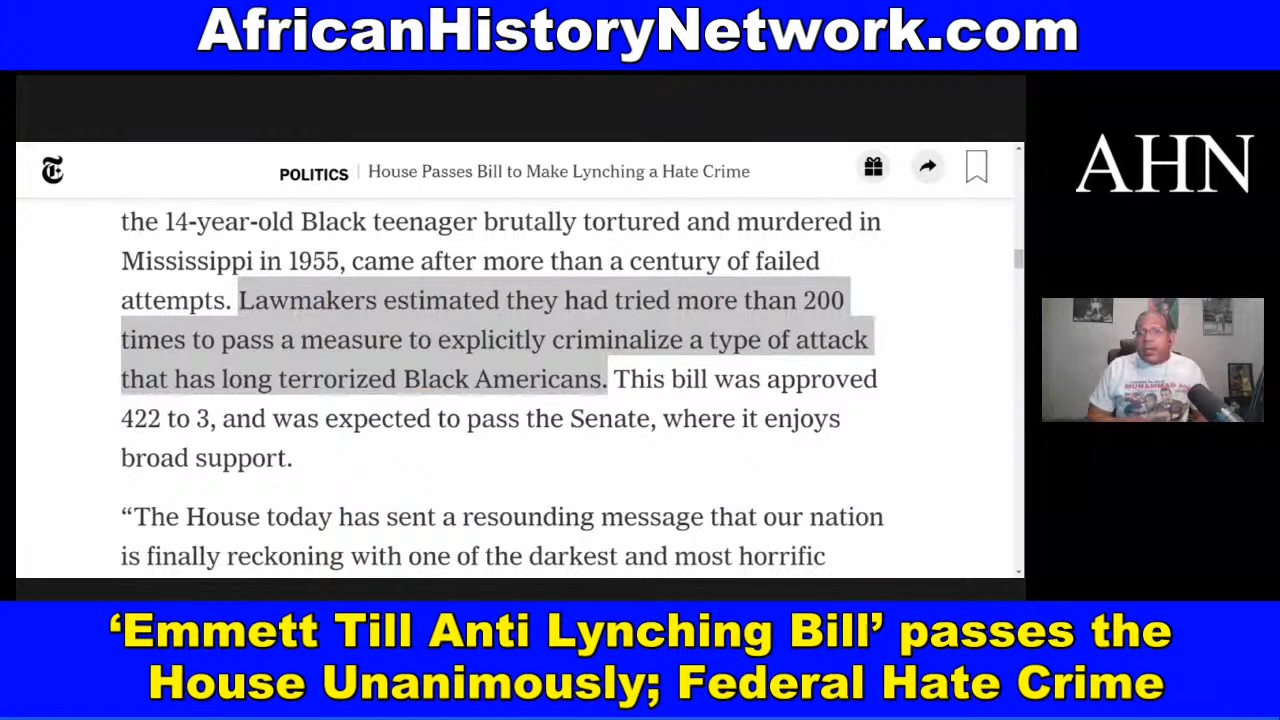 AfricanHistoryNetwork.com
AHN
POLITICS | House Passes Bill to Make Lynching a Hate Crime
the 14-year-old Black teenager brutally tortured and murdered in
Mississippi in 1955, came after more than a century of failed
attempts. Lawmakers estimated they had tried more than 200
times to pass a measure to explicitly criminalize a type of attack
that has long terrorized Black Americans. This bill was approved
422 to 3, and was expected to pass the Senate, where it enjoys
broad support.
“The House today has sent a resounding message that our nation
is finally reckoning with one of the darkest and most horrific
MUHAMMAD
‘Emmett Till Anti Lynching Bill’ passes the
House Unanimously; Federal Hate Crime